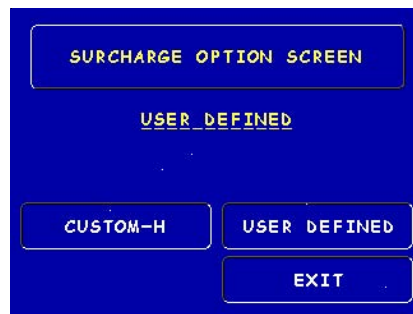 SURCHARGE OPTION SCREEN
USER DEFINED
CUSTOM-H
USER DEFINED
EXIT